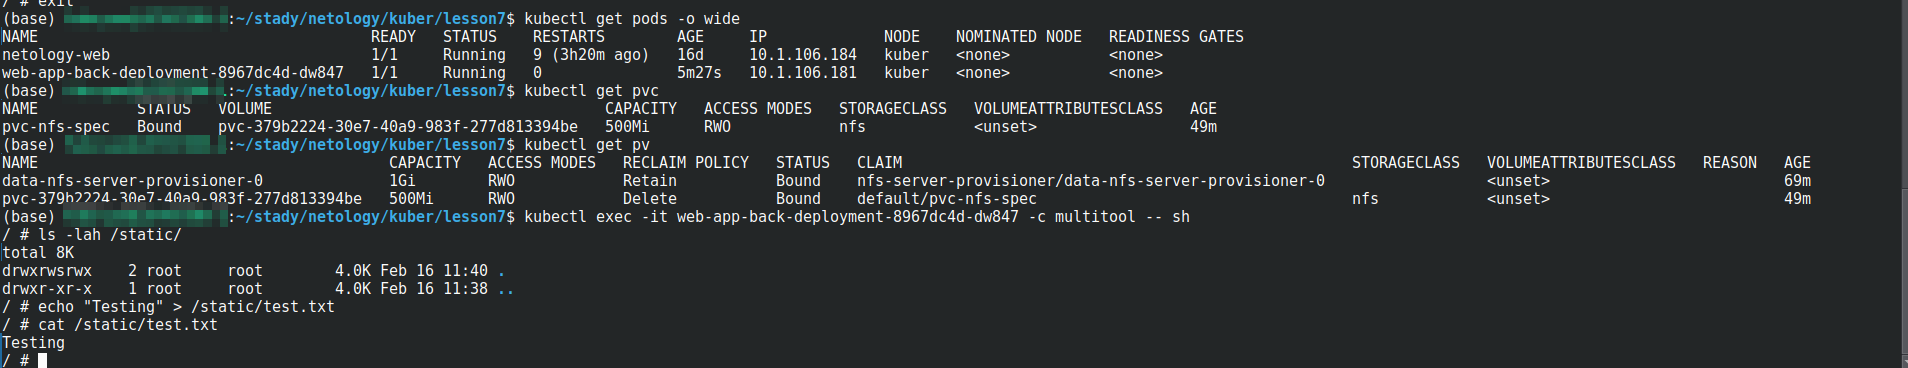 / # exit
(base) :~/stady/netology/kuber/lesson7$ kubectl get pods -o wide
NAME READY STATUS RESTARTS AGE IP NODE NOMINATED NODE READINESS GATES
netology-web 1/1 Running 9 (3h20m ago) 16d 10.1.106.184 kuber <none> <none>
web-app-back-deployment-8967dc4d-dw847 1/1 Running 0 5m27s 10.1.106.181 kuber <none> <none>
(base) :~/stady/netology/kuber/lesson7$ kubectl get pvc
NAME STATUS VOLUME CAPACITY ACCESS MODES STORAGECLASS VOLUMEATTRIBUTESCLASS AGE
pvc-nfs-spec Bound pvc-379b2224-30e7-40a9-983f-277d813394be 500Mi RWO nfs <unset> 49m
(base) :~/stady/netology/kuber/lesson7$ kubectl get pv
NAME CAPACITY ACCESS MODES RECLAIM POLICY STATUS CLAIM STORAGECLASS VOLUMEATTRIBUTESCLASS REASON AGE
data-nfs-server-provisioner-0 1Gi RWO Retain Bound nfs-server-provisioner/data-nfs-server-provisioner-0 <unset> 69m
pvc-379b2224-30e7-40a9-983f-277d813394be 500Mi RWO Delete Bound default/pvc-nfs-spec nfs <unset> 49m
(base) :~/stady/netology/kuber/lesson7$ kubectl exec -it web-app-back-deployment-8967dc4d-dw847 -c multitool -- sh
/ # ls -lah /static/
total 8K
drwxrwsrwx 2 root root 4.0K Feb 16 11:40 .
drwxr-xr-x 1 root root 4.0K Feb 16 11:38 ..
/ # echo "Testing" > /static/test.txt
/ # cat /static/test.txt
Testing
/ #